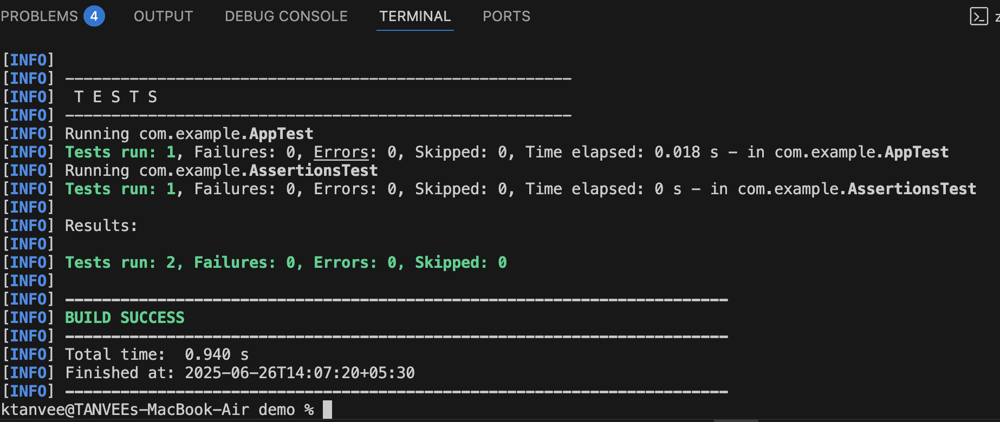 PROBLEMS 4 OUTPUT DEBUG CONSOLE TERMINAL PORTS
[INFO]
[INFO] -------------------------------------------------------
[INFO]  T E S T S
[INFO] -------------------------------------------------------
[INFO] Running com.example.AppTest
[INFO] Tests run: 1, Failures: 0, Errors: 0, Skipped: 0, Time elapsed: 0.018 s - in com.example.AppTest
[INFO] Running com.example.AssertionsTest
[INFO] Tests run: 1, Failures: 0, Errors: 0, Skipped: 0, Time elapsed: 0 s - in com.example.AssertionsTest
[INFO]
[INFO] Results:
[INFO]
[INFO] Tests run: 2, Failures: 0, Errors: 0, Skipped: 0
[INFO]
[INFO] ------------------------------------------------------------------------
[INFO] BUILD SUCCESS
[INFO] ------------------------------------------------------------------------
[INFO] Total time:  0.940 s
[INFO] Finished at: 2025-06-26T14:07:20+05:30
[INFO] ------------------------------------------------------------------------
ktanvee@TANVEEs-MacBook-Air demo %